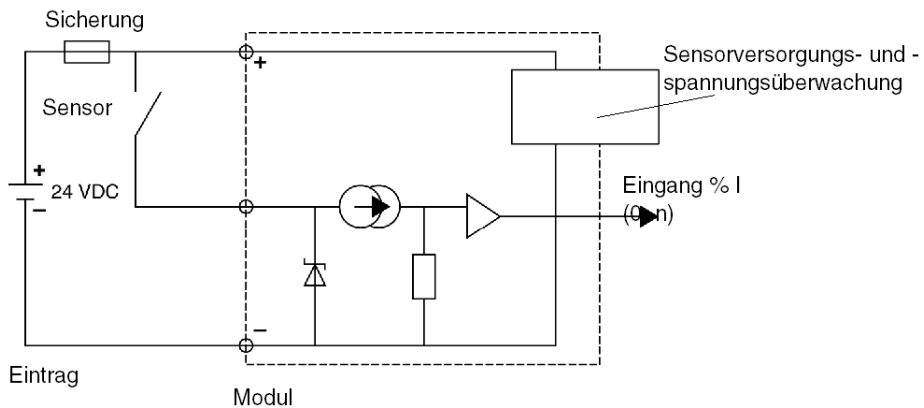 Sicherung
Sensorversorgungs- und -
spannungsüberwachung
+
Sensor
+
24 VDC
–
Eingang % I
(0 n)
–
Eintrag
Modul